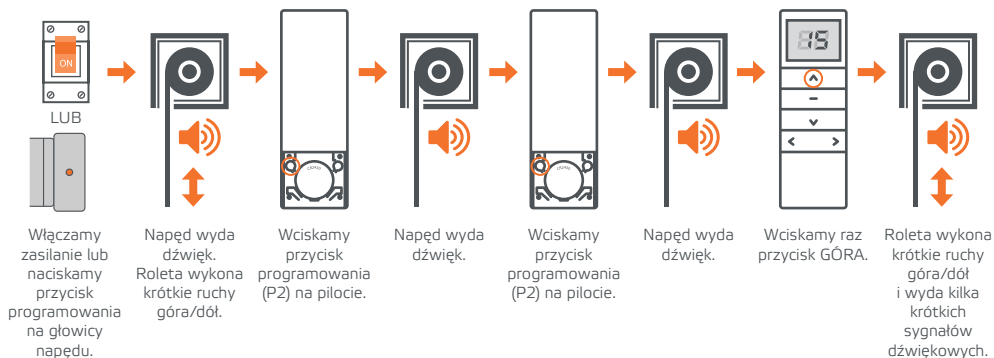 ON
LUB
15
Włączamy
zasilanie lub
naciskamy
przycisk
programowania
na głowicy
napędu.
Napęd wyda
dźwięk.
Roleta wykona
krótkie ruchy
góra/dół.
Wciskamy
przycisk
programowania
(P2) na pilocie.
Napęd wyda
dźwięk.
Wciskamy
przycisk
programowania
(P2) na pilocie.
Napęd wyda
dźwięk.
Wciskamy raz
przycisk GÓRA.
Roleta wykona
krótkie ruchy
góra/dół
i wyda kilka
krótkich
sygnałów
dźwiękowych.